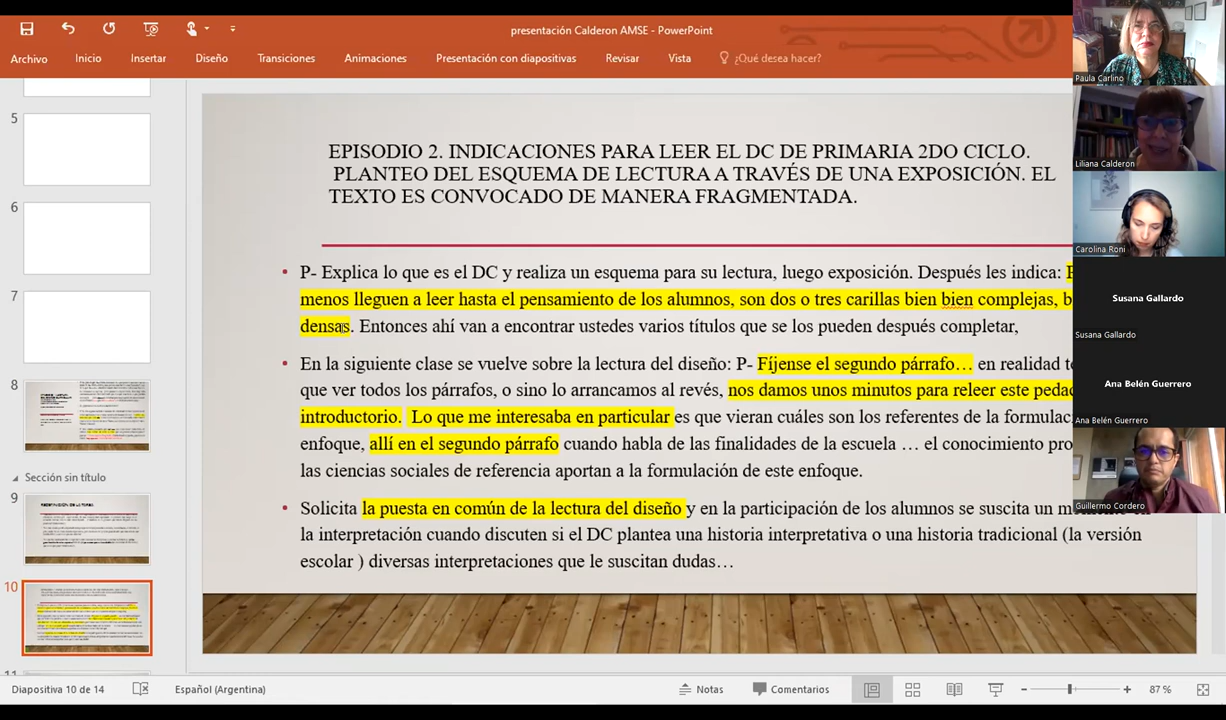 presentación Calderon AMSE - PowerPoint
Archivo Inicio Insertar Diseño Transiciones Animaciones Presentación con diapositivas Revisar Vista ¿Qué desea hacer?
5
6
7
8
Sección sin título
9
10
11
EPISODIO 2. INDICACIONES PARA LEER EL DC DE PRIMARIA 2DO CICLO.
PLANTEO DEL ESQUEMA DE LECTURA A TRAVÉS DE UNA EXPOSICIÓN. EL
TEXTO ES CONVOCADO DE MANERA FRAGMENTADA.
P- Explica lo que es el DC y realiza un esquema para su lectura, luego exposición. Después les indica:
menos lleguen a leer hasta el pensamiento de los alumnos, son dos o tres carillas bien bien complejas,
densas. Entonces ahí van a encontrar ustedes varios títulos que se los pueden después completar,
En la siguiente clase se vuelve sobre la lectura del diseño: P- Fíjense el segundo párrafo… en realidad
que ver todos los párrafos, o sino lo arrancamos al revés, nos damos unos minutos para releer este
introductorio. Lo que me interesaba en particular es que vieran cuáles son los referentes de la
enfoque, allí en el segundo párrafo cuando habla de las finalidades de la escuela … el conocimiento
las ciencias sociales de referencia aportan a la formulación de este enfoque.
Solicita la puesta en común de la lectura del diseño y en la participación de los alumnos se suscita un
la interpretación cuando discuten si el DC plantea una historia interpretativa o una historia tradicional (la versión
escolar ) diversas interpretaciones que le suscitan dudas…
Paula Carlino
Liliana Calderon
Carolina Roni
Susana Gallardo
Susana Gallardo
Ana Belén Guerrero
Ana Belén Guerrero
Guillermo Cordero
Diapositiva 10 de 14 Español (Argentina) Notas Comentarios 87 %